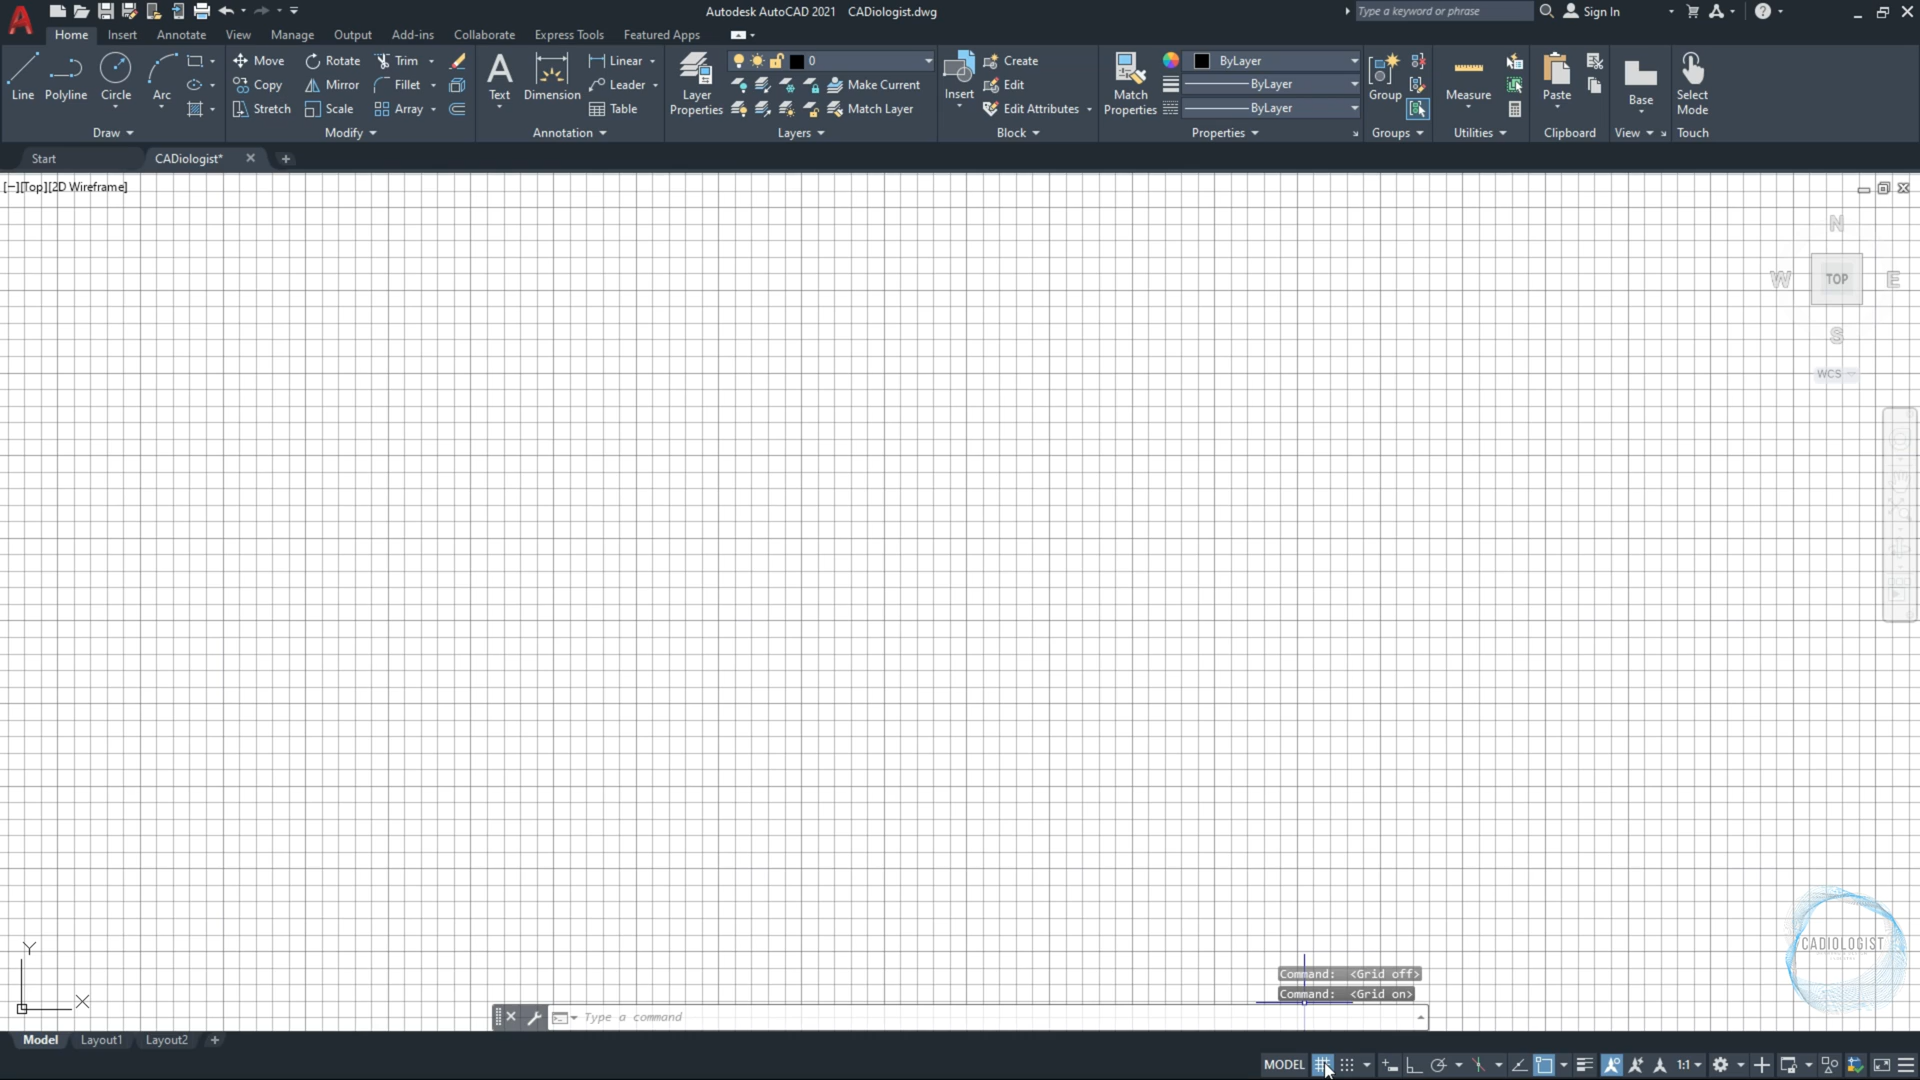 Autodesk AutoCAD 2021 CADiologist.dwg
Type a keyword or phrase
Sign In
Home Insert Annotate View Manage Output Add-ins Collaborate Express Tools Featured Apps
Line Polyline Circle Arc
Move Rotate Trim
Copy Mirror Fillet
Stretch Scale Array
Text Dimension
Linear
Leader
Table
Layer
Properties
0
Make Current
Match Layer
Insert
Create
Edit
Edit Attributes
Match
Properties
ByLayer
ByLayer
ByLayer
Group
Measure
Paste
Base
Select
Mode
Draw Modify Annotation Layers Block Properties Groups Utilities Clipboard View Touch
Start CADiologist*
[−][Top][2D Wireframe]
N
W TOP E
S
WCS
Y
X
CADIOLOGIST
Command: <Grid off>
Command: <Grid on>
Type a command
Model Layout1 Layout2
MODEL 1:1